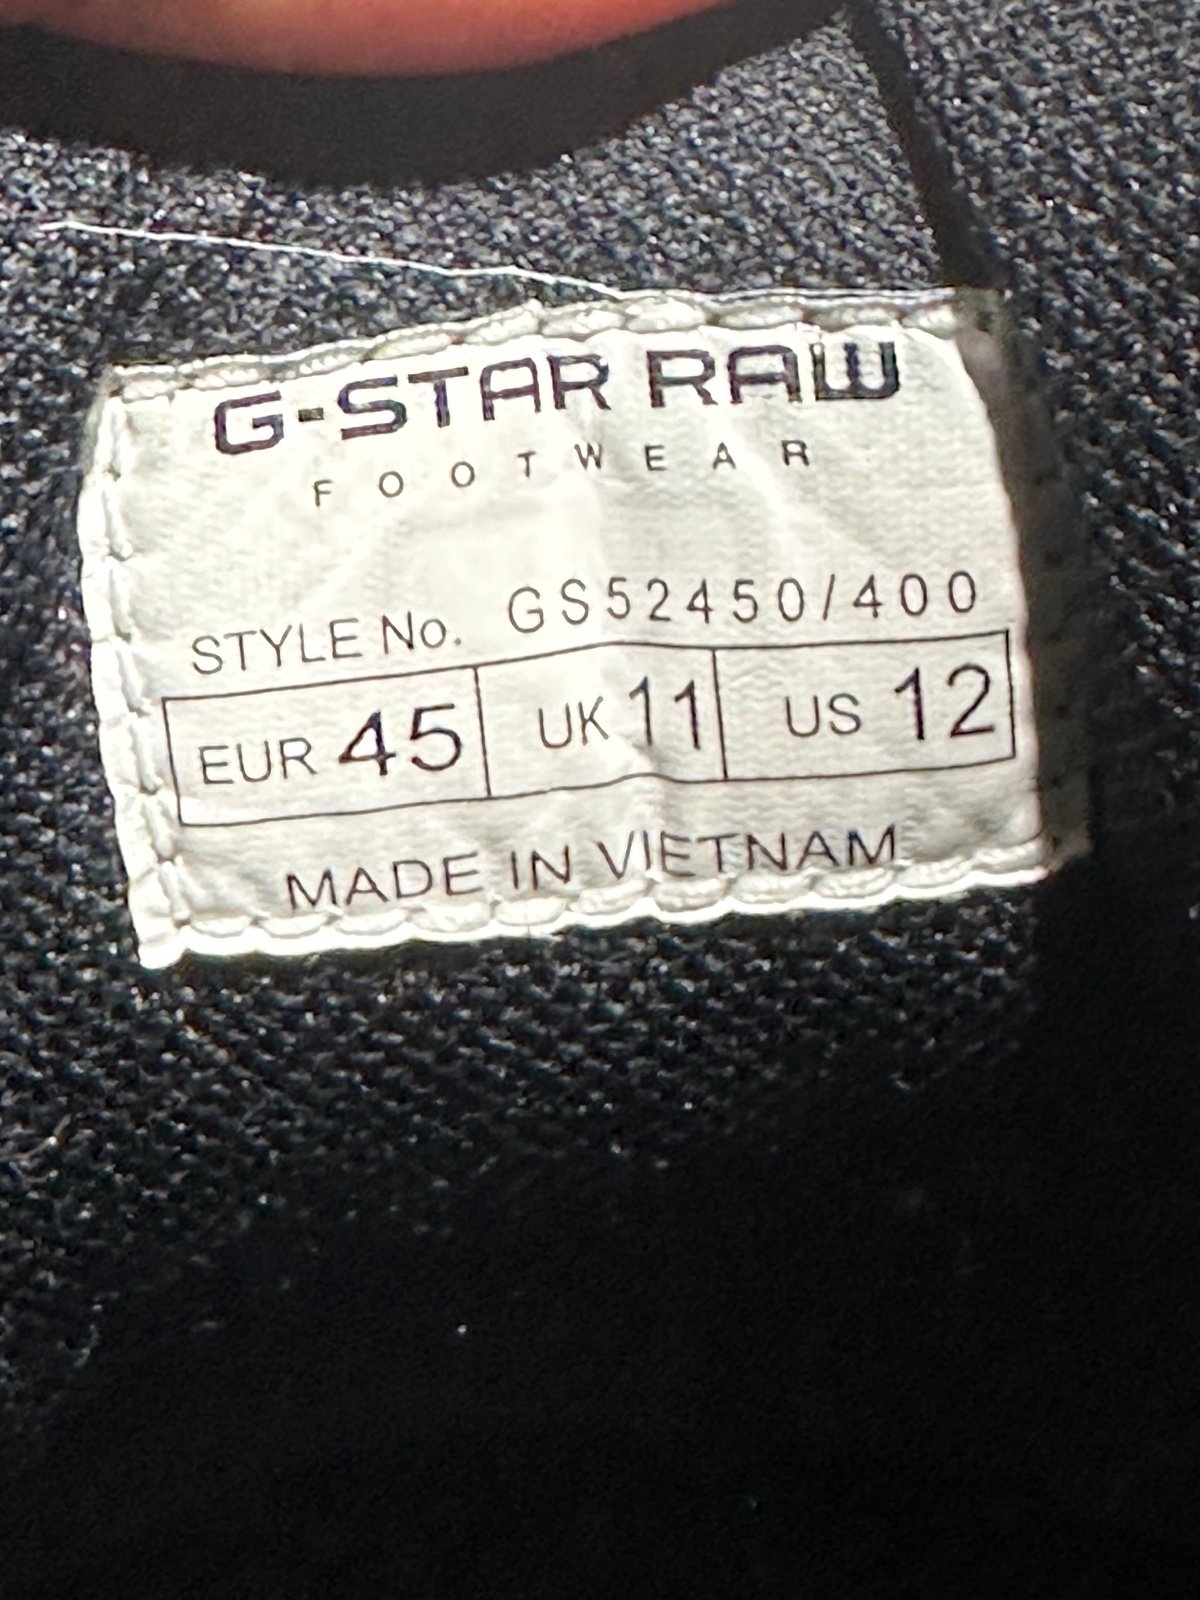 G-STAR RAW
FOOTWEAR
STYLE No. GS52450/400
EUR 45 UK 11 US 12
MADE IN VIETNAM